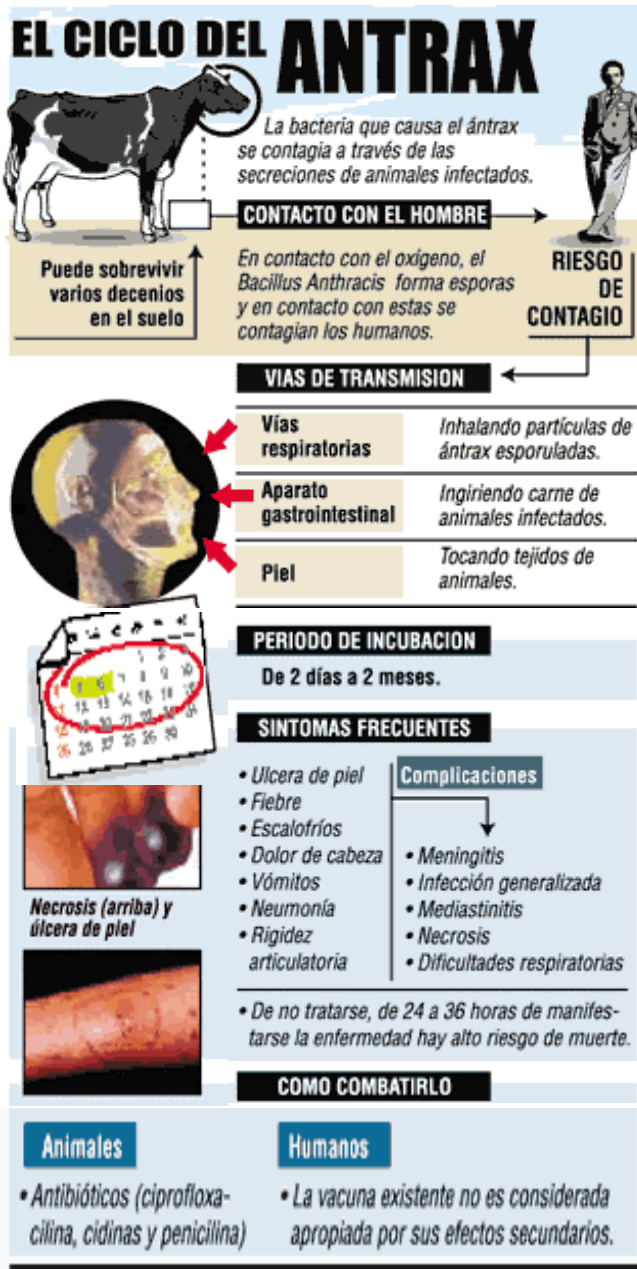 EL CICLO DEL ANTRAX
La bacteria que causa el ántrax
se contagia a través de las
secreciones de animales infectados.
CONTACTO CON EL HOMBRE
Puede sobrevivir
varios decenios
en el suelo
En contacto con el oxígeno, el
Bacillus Anthracis forma esporas
y en contacto con estas se
contagian los humanos.
RIESGO
DE
CONTAGIO
VIAS DE TRANSMISION
Vías
respiratorias
Inhalando partículas de
ántrax esporuladas.
Aparato
gastrointestinal
Ingiriendo carne de
animales infectados.
Piel
Tocando tejidos de
animales.
PERIODO DE INCUBACION
De 2 días a 2 meses.
SINTOMAS FRECUENTES
• Ulcera de piel
• Fiebre
• Escalofríos
• Dolor de cabeza
• Vómitos
• Neumonía
• Rigidez
articulatoria
Complicaciones
• Meningitis
• Infección generalizada
• Mediastinitis
• Necrosis
• Dificultades respiratorias
Necrosis (arriba) y
úlcera de piel
• De no tratarse, de 24 a 36 horas de manifes-
tarse la enfermedad hay alto riesgo de muerte.
COMO COMBATIRLO
Animales
• Antibióticos (ciprofloxa-
cilina, cidinas y penicilina)
Humanos
• La vacuna existente no es considerada
apropiada por sus efectos secundarios.